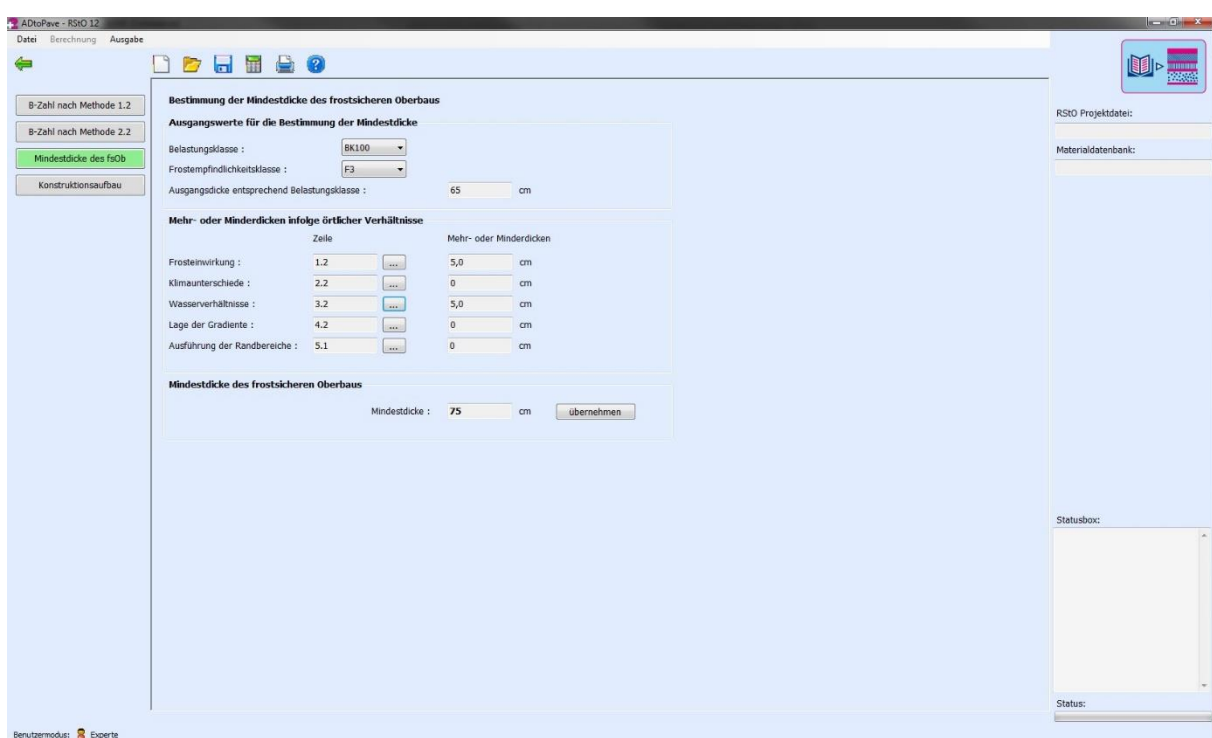 ADtoPave - RStO 12
Datei Berechnung Ausgabe
B-Zahl nach Methode 1.2
B-Zahl nach Methode 2.2
Mindestdicke des fsOb
Konstruktionsaufbau
Bestimmung der Mindestdicke des frostsicheren Oberbaus
Ausgangswerte für die Bestimmung der Mindestdicke
Belastungsklasse : BK100
Frostempfindlichkeitsklasse : F3
Ausgangsdicke entsprechend Belastungsklasse : 65 cm
Mehr- oder Minderdicken infolge örtlicher Verhältnisse
Zeile Mehr- oder Minderdicken
Frosteinwirkung : 1.2 ... 5,0 cm
Klimaunterschiede : 2.2 ... 0 cm
Wasserverhältnisse : 3.2 ... 5,0 cm
Lage der Gradiente : 4.2 ... 0 cm
Ausführung der Randbereiche : 5.1 ... 0 cm
Mindestdicke des frostsicheren Oberbaus
Mindestdicke : 75 cm übernehmen
RStO Projektdatei:
Materialdatenbank:
Statusbox:
Status:
Benutzermodus: Experte